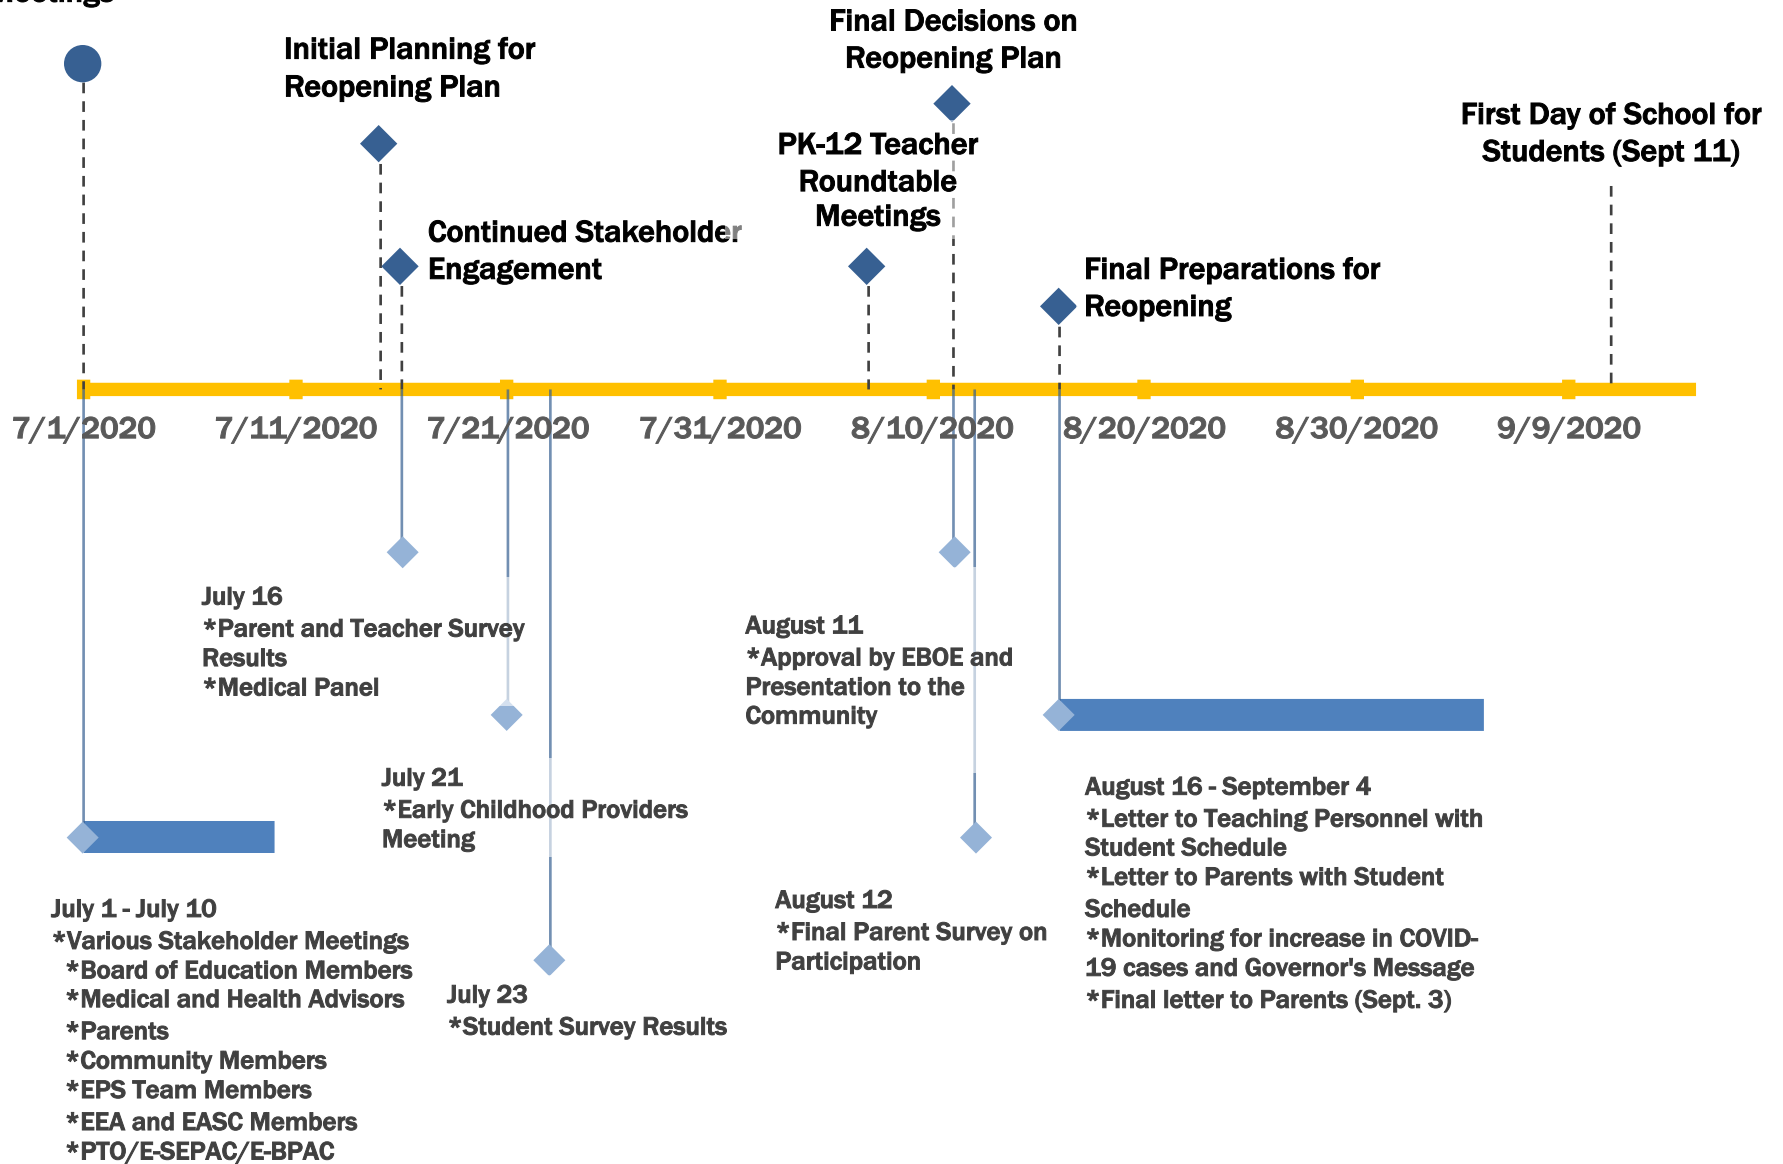 Meetings
Initial Planning for
Reopening Plan
Final Decisions on
Reopening Plan
First Day of School for
Students (Sept 11)
PK-12 Teacher
Roundtable
Meetings
Continued Stakeholder
Engagement
Final Preparations for
Reopening
7/1/2020
7/11/2020
7/21/2020
7/31/2020
8/10/2020
8/20/2020
8/30/2020
9/9/2020
July 16
*Parent and Teacher Survey
Results
*Medical Panel
August 11
*Approval by EBOE and
Presentation to the
Community
July 21
*Early Childhood Providers
Meeting
August 16 - September 4
*Letter to Teaching Personnel with
Student Schedule
*Letter to Parents with Student
Schedule
*Monitoring for increase in COVID-
19 cases and Governor's Message
*Final letter to Parents (Sept. 3)
August 12
*Final Parent Survey on
Participation
July 1 - July 10
*Various Stakeholder Meetings
*Board of Education Members
*Medical and Health Advisors
*Parents
*Community Members
*EPS Team Members
*EEA and EASC Members
*PTO/E-SEPAC/E-BPAC
July 23
*Student Survey Results